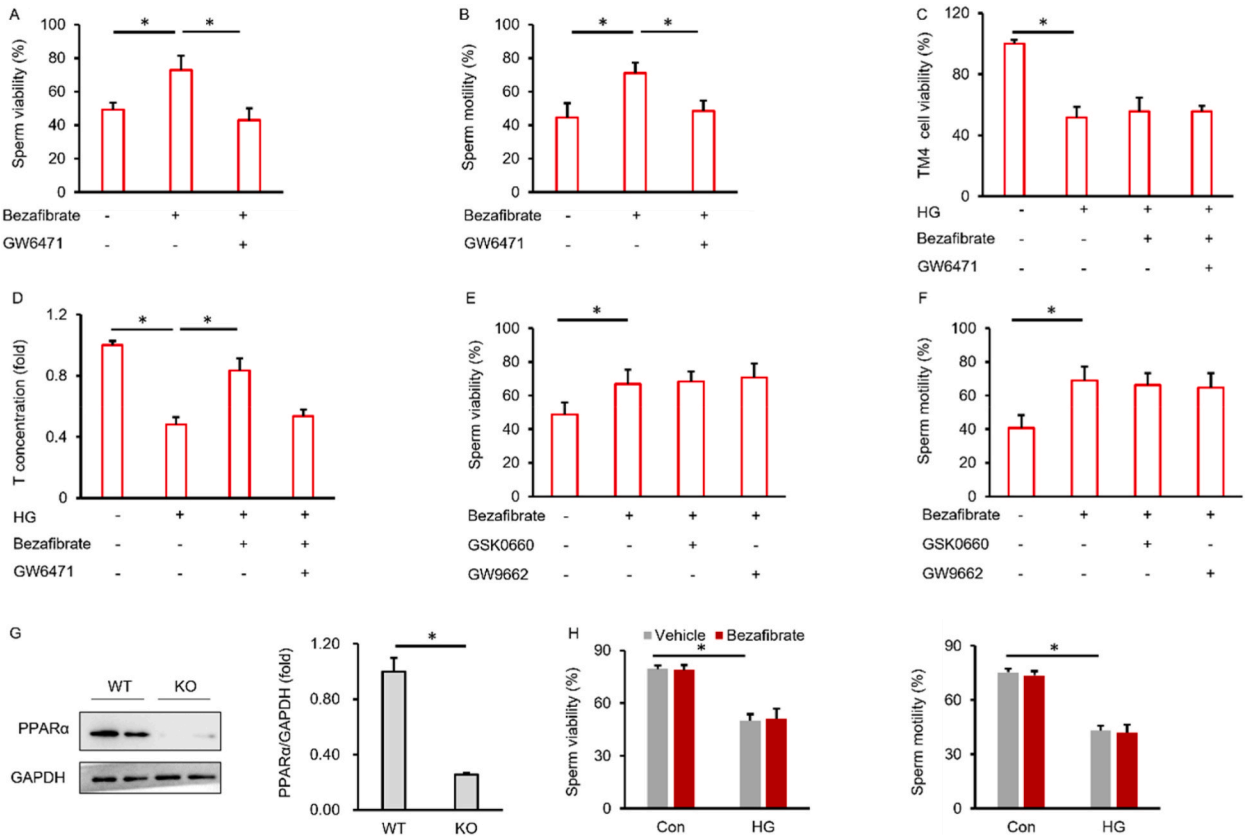 A
Sperm viability (%)
100
80
60
40
20
0
*
*
Bezafibrate - + +
GW6471 - - +
B
Sperm motility (%)
100
80
60
40
20
0
*
*
Bezafibrate - + +
GW6471 - - +
C
TM4 cell viability (%)
120
80
40
0
*
HG - + + +
Bezafibrate - - + +
GW6471 - - - +
D
T concentration (fold)
1.2
0.8
0.4
0
*
*
HG - + + +
Bezafibrate - - + +
GW6471 - - - +
E
Sperm viability (%)
100
80
60
40
20
0
*
Bezafibrate - + + +
GSK0660 - - + -
GW9662 - - - +
F
Sperm motility (%)
100
80
60
40
20
0
*
Bezafibrate - + + +
GSK0660 - - + -
GW9662 - - - +
G
WT KO
PPARα
GAPDH
PPARα/GAPDH (fold)
1.20
0.80
0.40
0.00
*
WT KO
H
Vehicle Bezafibrate
Sperm viability (%)
90
60
30
0
*
Con HG
Sperm motility (%)
90
60
30
0
*
Con HG